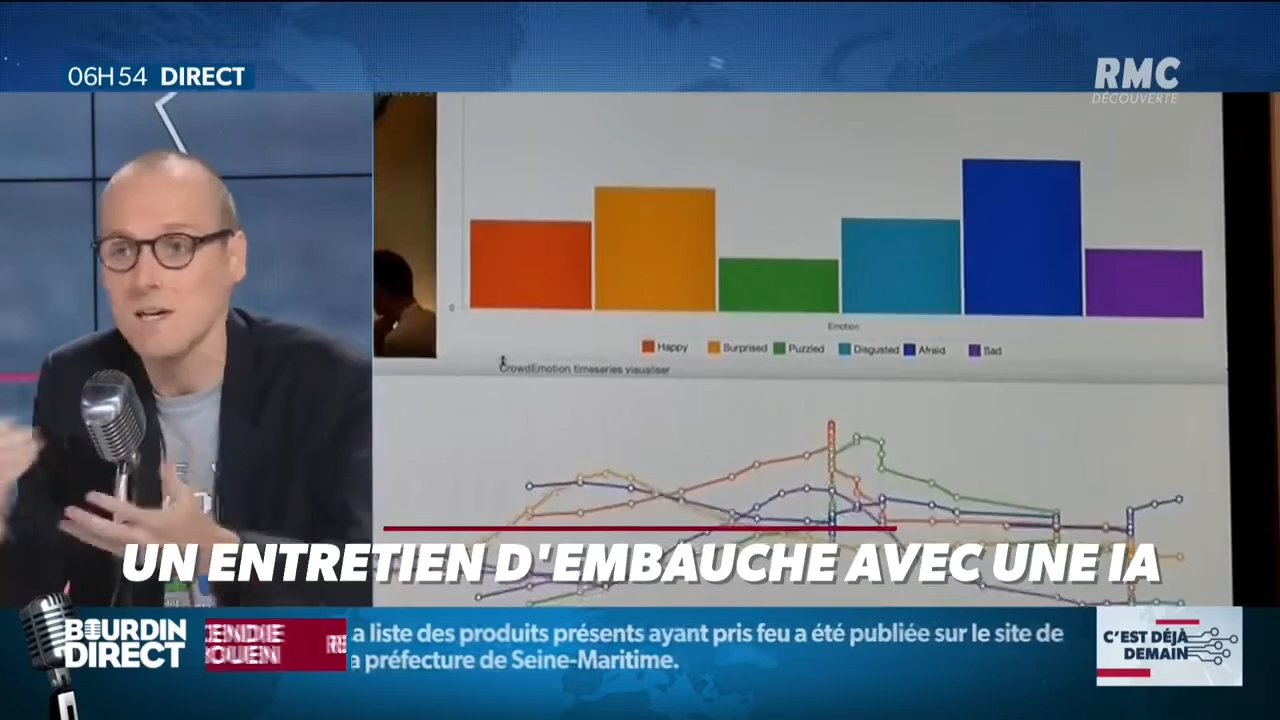 06H54 DIRECT
RMC
DÉCOUVERTE
0
Emotion
Happy Surprised Puzzled Disgusted Afraid Sad
CrowdEmotion timeseries visualiser
UN ENTRETIEN D'EMBAUCHE AVEC UNE IA
BOURDIN
DIRECT
a liste des produits présents ayant pris feu a été publiée sur le site de
a préfecture de Seine-Maritime.
C'EST DÉJÀ
DEMAIN